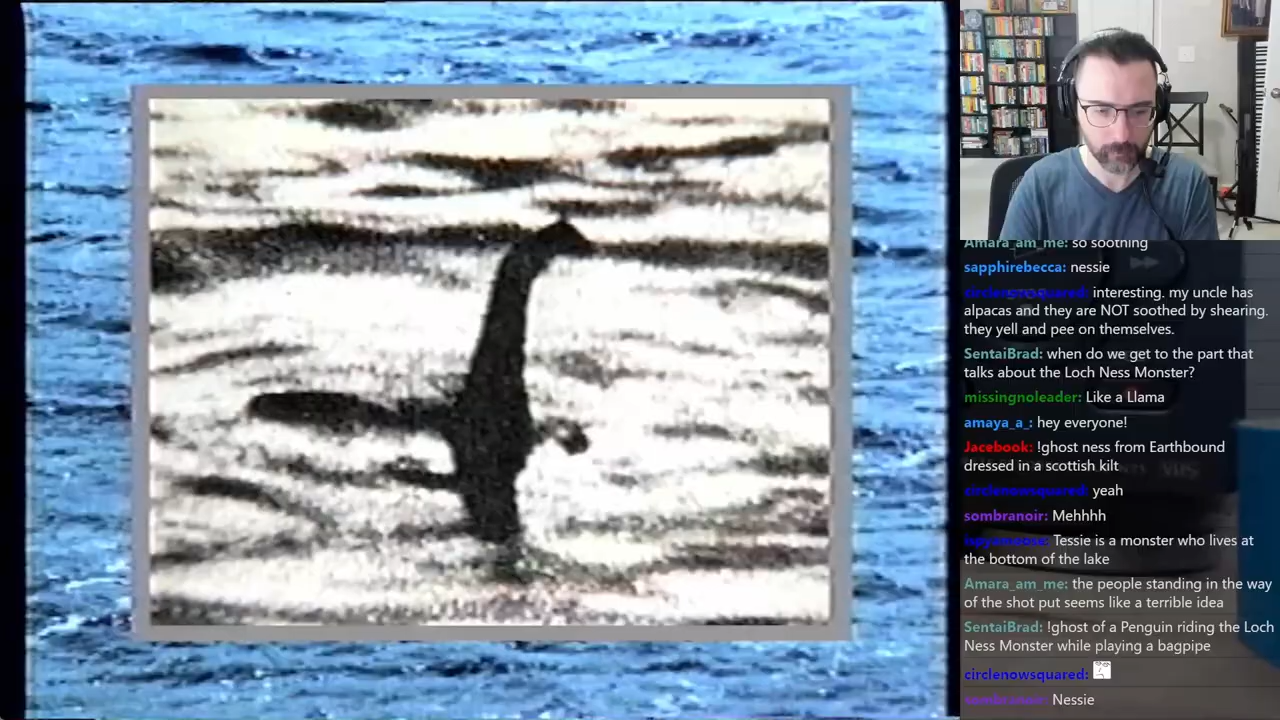 Amara_am_me: so soothing
sapphirebecca: nessie
circlenowsquared: interesting. my uncle has
alpacas and they are NOT soothed by shearing.
they yell and pee on themselves.
SentaiBrad: when do we get to the part that
talks about the Loch Ness Monster?
missingnoleader: Like a Llama
amaya_a_: hey everyone!
Jacebook: !ghost ness from Earthbound
dressed in a scottish kilt
circlenowsquared: yeah
sombranoir: Mehhhh
Tessie is a monster who lives at
the bottom of the lake
Amara_am_me: the people standing in the way
of the shot put seems like a terrible idea
SentaiBrad: !ghost of a Penguin riding the Loch
Ness Monster while playing a bagpipe
circlenowsquared:
sombranoir: Nessie